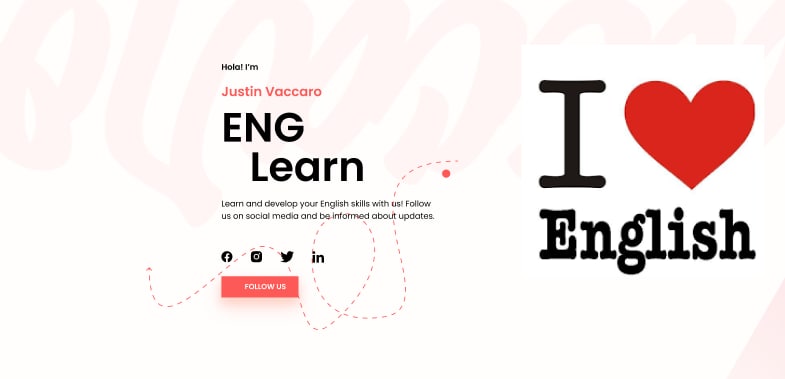 Hola! I'm
Justin Vaccaro
ENG
Learn
Learn and develop your English skills with us! Follow
us on social media and be informed about updates.
FOLLOW US
I ❤
English